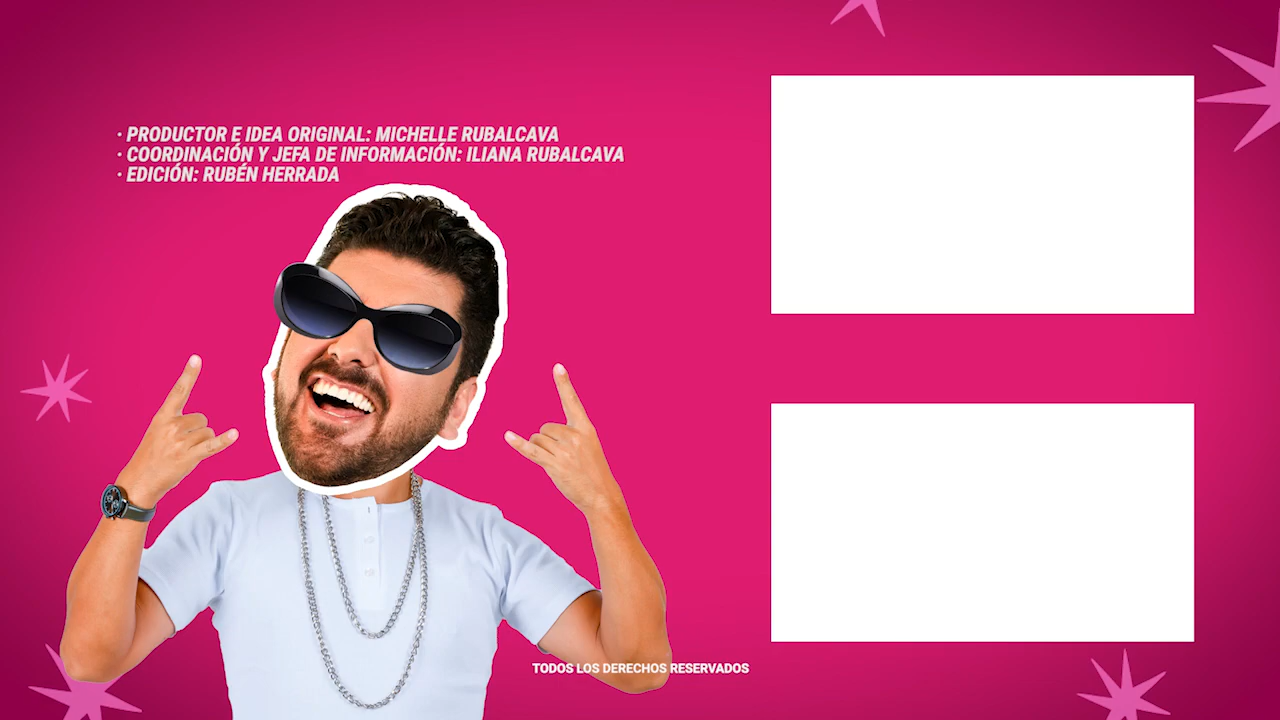 · PRODUCTOR E IDEA ORIGINAL: MICHELLE RUBALCAVA
· COORDINACIÓN Y JEFA DE INFORMACIÓN: ILIANA RUBALCAVA
· EDICIÓN: RUBÉN HERRADA
TODOS LOS DERECHOS RESERVADOS